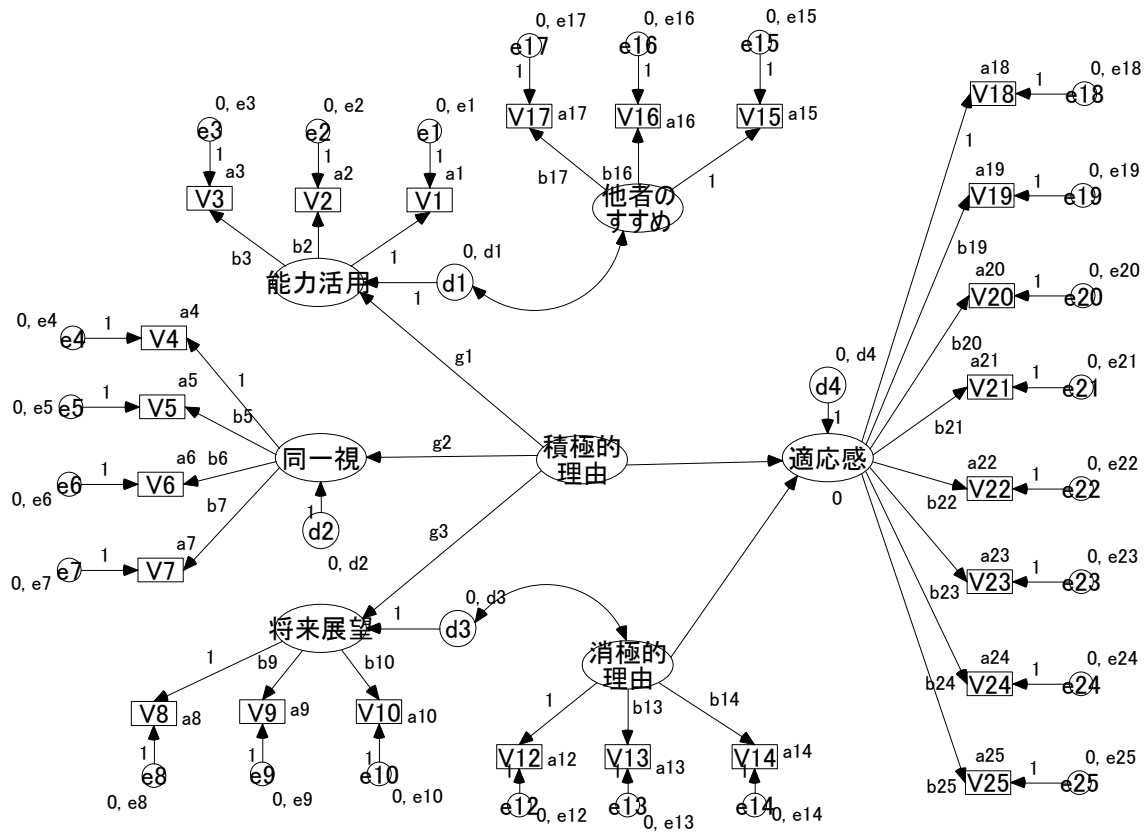 0, e17
0, e16
0, e15
e17
e16
e15
1
1
1
V17
a17
V16
a16
V15
a15
b17
b16
1
他者の
すすめ
0, e3
0, e2
0, e1
e3
e2
e1
1
1
1
a3
a2
a1
V3
V2
V1
b3
b2
1
能力活用
1
d1
0, d1
0, e4
e4
1
a4
V4
1
0, e5
e5
1
a5
V5
b5
0, e6
e6
1
a6
V6
b6
0, e7
e7
1
a7
V7
b7
同一視
1
d2
0, d2
g1
g2
g3
積極的
理由
将来展望
1
d3
0, d3
1
b9
b10
V8
a8
V9
a9
V10
a10
1
1
1
e8
e9
e10
0, e8
0, e9
0, e10
消極的
理由
1
b13
b14
V12
a12
V13
a13
V14
a14
1
1
1
e12
e13
e14
0, e12
0, e13
0, e14
0, d4
d4
1
適応感
0
a18
V18
1
e18
0, e18
1
a19
V19
1
e19
0, e19
b19
a20
V20
1
e20
0, e20
b20
a21
V21
1
e21
0, e21
b21
a22
V22
1
e22
0, e22
b22
a23
V23
1
e23
0, e23
b23
a24
V24
1
e24
0, e24
b24
a25
V25
1
e25
0, e25
b25